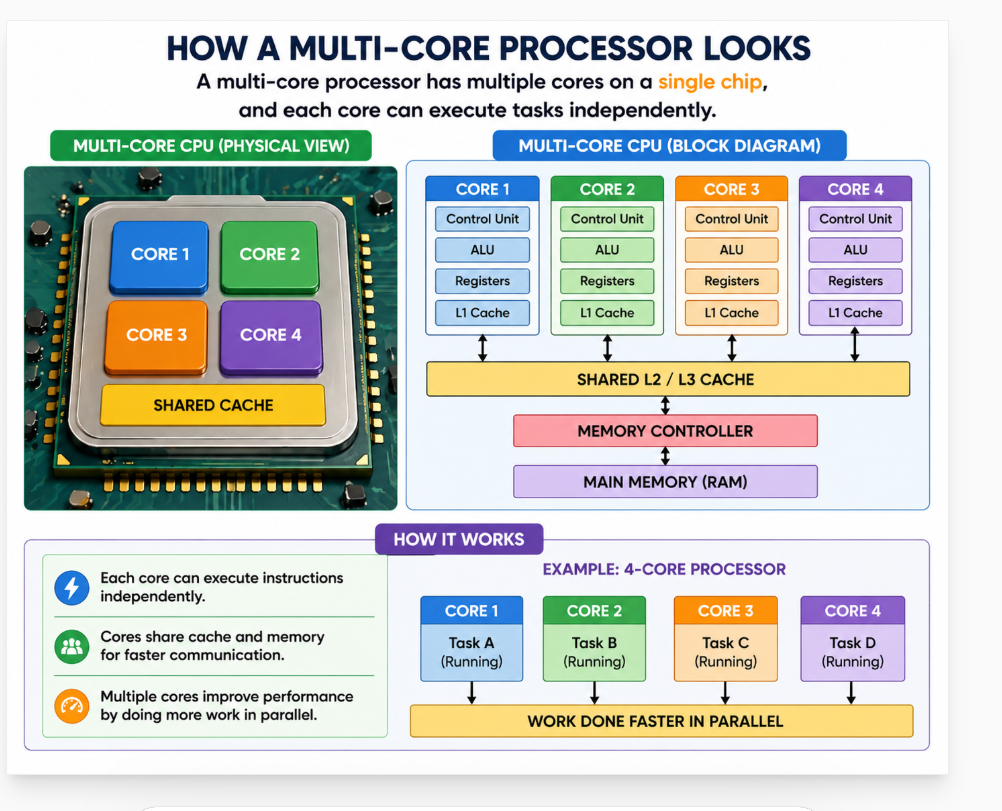 HOW A MULTI-CORE PROCESSOR LOOKS
A multi-core processor has multiple cores on a single chip,
and each core can execute tasks independently.
MULTI-CORE CPU (PHYSICAL VIEW)
CORE 1
CORE 2
CORE 3
CORE 4
SHARED CACHE
MULTI-CORE CPU (BLOCK DIAGRAM)
CORE 1
Control Unit
ALU
Registers
L1 Cache
CORE 2
Control Unit
ALU
Registers
L1 Cache
CORE 3
Control Unit
ALU
Registers
L1 Cache
CORE 4
Control Unit
ALU
Registers
L1 Cache
SHARED L2 / L3 CACHE
MEMORY CONTROLLER
MAIN MEMORY (RAM)
HOW IT WORKS
Each core can execute instructions
independently.
Cores share cache and memory
for faster communication.
Multiple cores improve performance
by doing more work in parallel.
EXAMPLE: 4-CORE PROCESSOR
CORE 1
Task A
(Running)
CORE 2
Task B
(Running)
CORE 3
Task C
(Running)
CORE 4
Task D
(Running)
WORK DONE FASTER IN PARALLEL